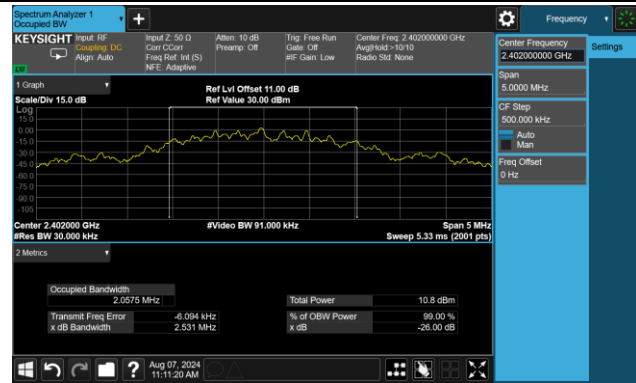 Spectrum Analyzer 1
Occupied BW
Frequency
KEYSIGHT
Input: RF
Coupling: DC
Align: Auto
Input Z: 50 Ω
Corr CCorr
Freq Ref: Int (S)
NFE: Adaptive
Atten: 10 dB
Preamp: Off
Trig: Free Run
Gate: Off
#IF Gain: Low
Center Freq: 2.402000000 GHz
Avg|Hold:>10/10
Radio Std: None
Center Frequency
2.402000000 GHz
Settings
Span
5.0000 MHz
CF Step
500.000 kHz
Auto
Man
Freq Offset
0 Hz
1 Graph
Scale/Div 15.0 dB
Ref Lvl Offset 11.00 dB
Ref Value 30.00 dBm
Log
15.0
0.00
-15.0
-30.0
-45.0
-60.0
-75.0
-90.0
-105
Center 2.402000 GHz
#Res BW 30.000 kHz
#Video BW 91.000 kHz
Span 5 MHz
Sweep 5.33 ms (2001 pts)
2 Metrics
Occupied Bandwidth
2.0575 MHz
Total Power 10.8 dBm
Transmit Freq Error -6.094 kHz
% of OBW Power 99.00 %
x dB Bandwidth 2.531 MHz
x dB -26.00 dB
?
Aug 07, 2024
11:11:20 AM